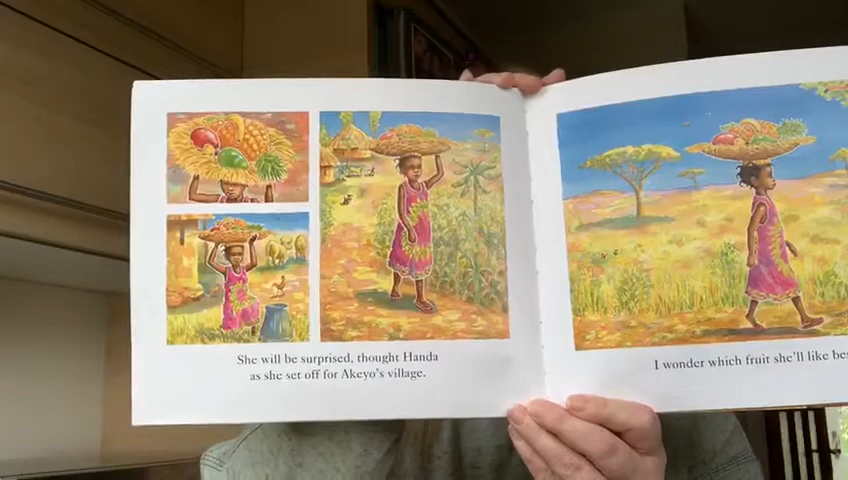 She will be surprised, thought Handa
as she set off for Akeyo's village.
I wonder which fruit she'll like